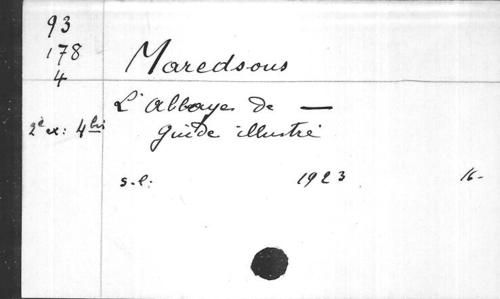 93
178
4
Maredsous
L'Abbaye de —
2e ex: 4bis
guide illustré
s.l. 1923 16-